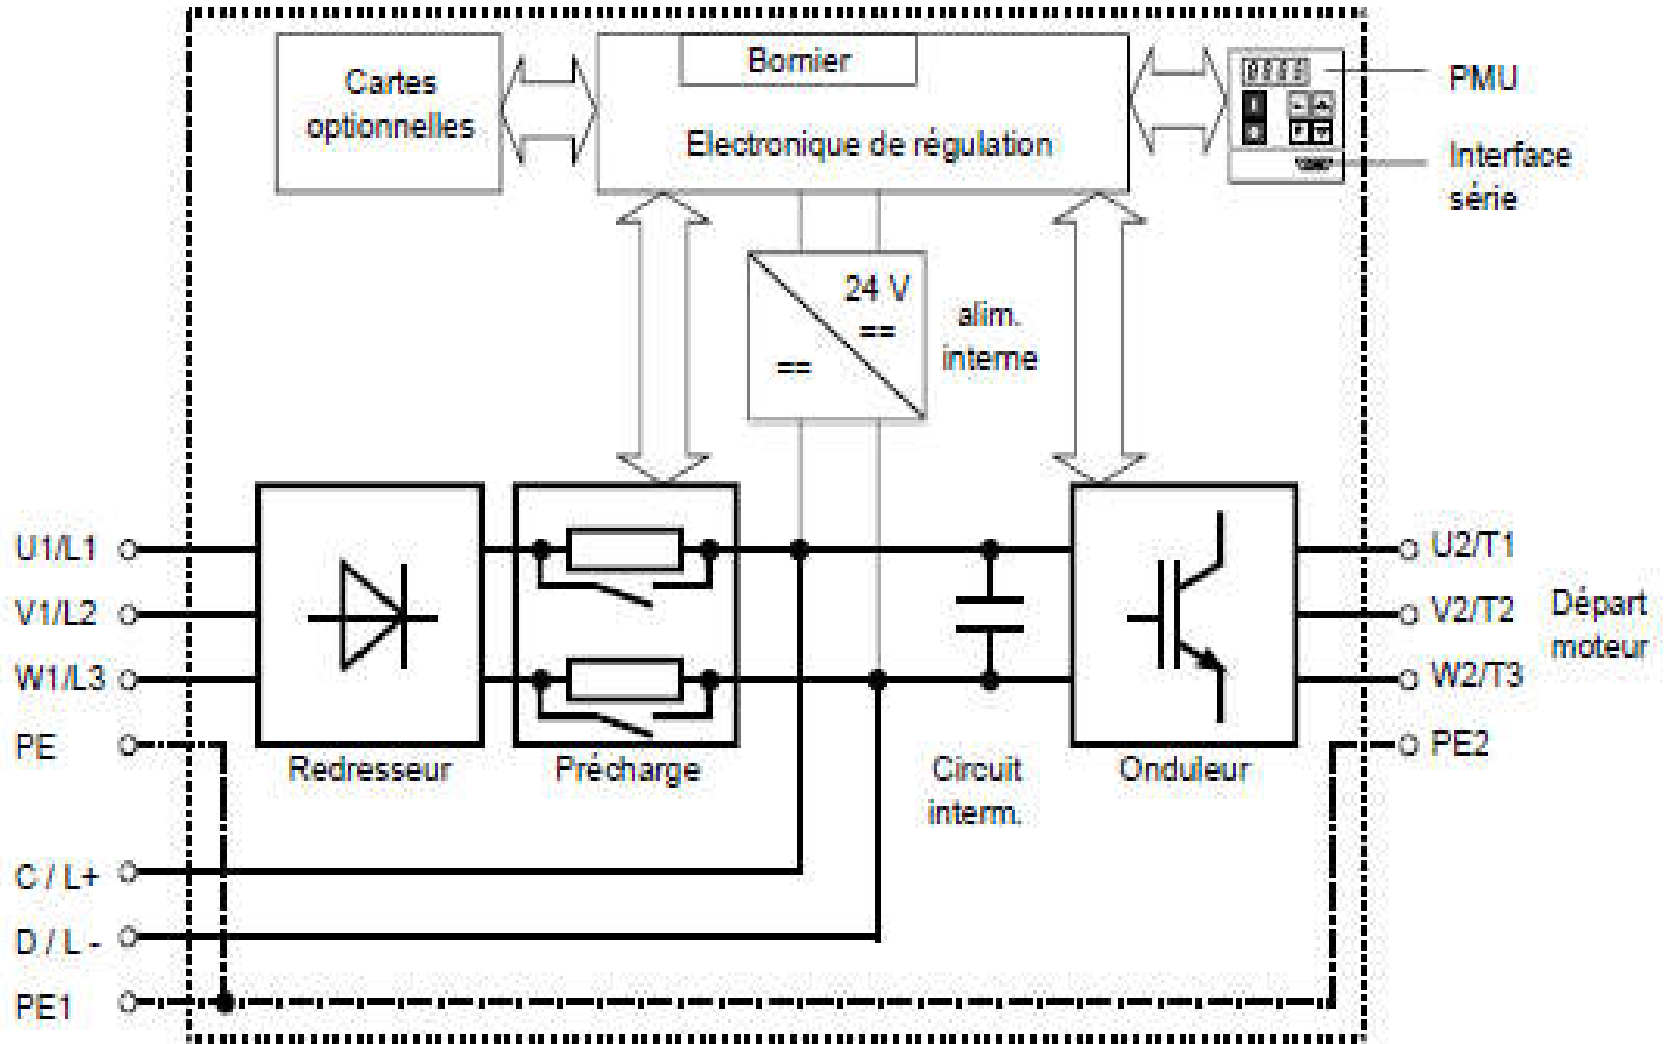 Cartes
optionnelles
Bornier
Electronique de régulation
PMU
Interface
série
24 V
==
==
alim.
interne
U1/L1
V1/L2
W1/L3
PE
Redresseur
Précharge
Circuit
interm.
Onduleur
U2/T1
V2/T2
W2/T3
PE2
Départ
moteur
C / L+
D / L -
PE1